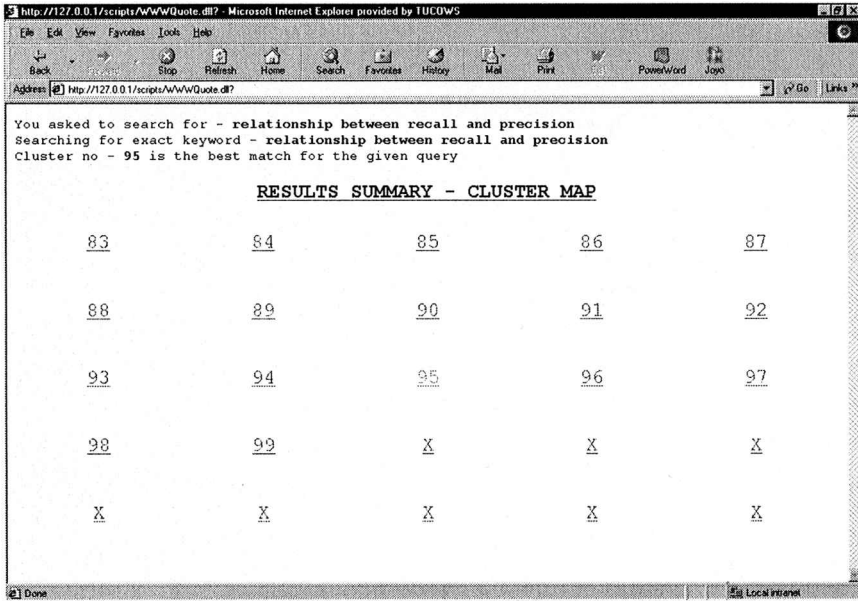 http://127.0.0.1/scripts/WWWQuote.dll? - Microsoft Internet Explorer provided by TUCOWS
File Edit View Favorites Tools Help
Back Stop Refresh Home Search Favorites History Mail Print PowerWord Joyo
Address http://127.0.0.1/scripts/WWWQuote.dll? Go Links »
You asked to search for - relationship between recall and precision
Searching for exact keyword - relationship between recall and precision
Cluster no - 95 is the best match for the given query
RESULTS SUMMARY - CLUSTER MAP
83 84 85 86 87
88 89 90 91 92
93 94 95 96 97
98 99 X X X
X X X X X
Done Local intranet